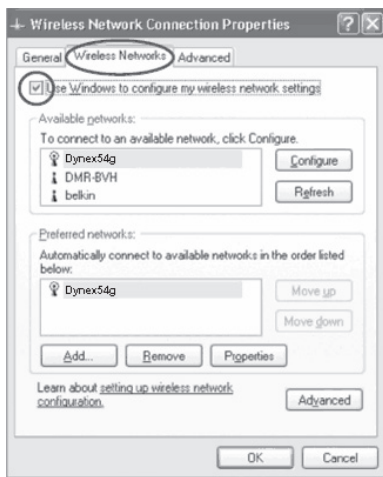 Wireless Network Connection Properties
General Wireless Networks Advanced
Use Windows to configure my wireless network settings
Available networks:
To connect to an available network, click Configure.
Dynex54g
DMR-BVH
belkin
Configure
Refresh
Preferred networks:
Automatically connect to available networks in the order listed
below:
Dynex54g
Move up
Move down
Add... Remove Properties
Learn about setting up wireless network
configuration.
Advanced
OK Cancel